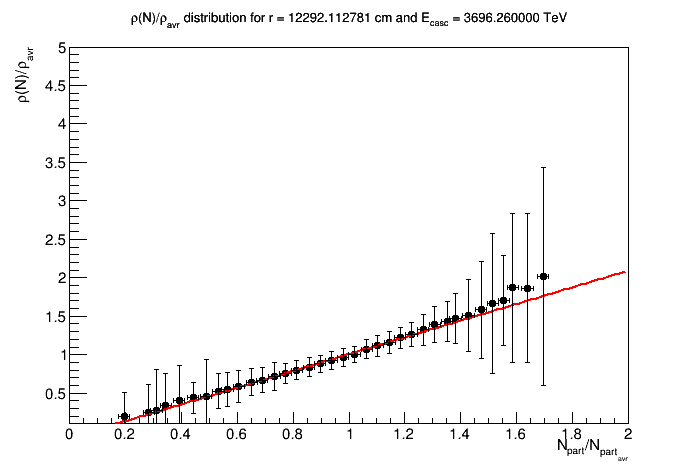 ρ(N)/ρavr distribution for r = 12292.112781 cm and Ecasc = 3696.260000 TeV
ρ(N)/ρavr
5
4.5
4
3.5
3
2.5
2
1.5
1
0.5
0 0.2 0.4 0.6 0.8 1 1.2 1.4 1.6 1.8 2
Npart/Npartavr